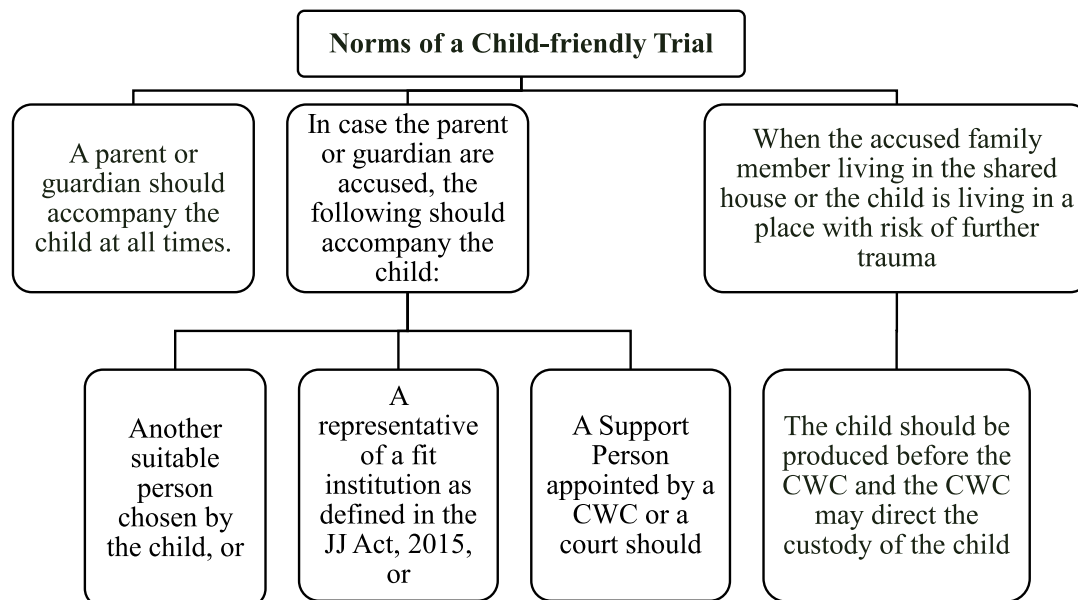 Norms of a Child-friendly Trial
A parent or
guardian should
accompany the
child at all times.
In case the parent
or guardian are
accused, the
following should
accompany the
child:
When the accused family
member living in the shared
house or the child is living in a
place with risk of further
trauma
Another
suitable
person
chosen by
the child, or
A
representative
of a fit
institution as
defined in the
JJ Act, 2015,
or
A Support
Person
appointed by a
CWC or a
court should
The child should be
produced before the
CWC and the CWC
may direct the
custody of the child